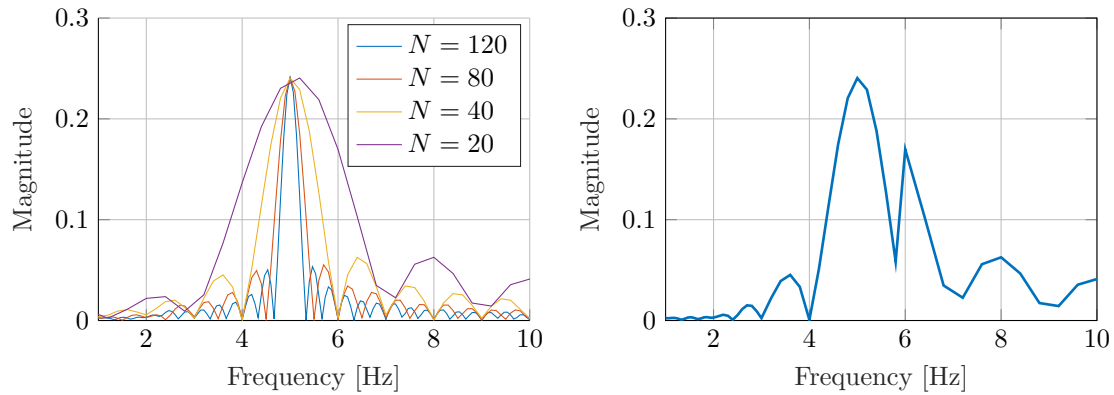 0.3
0.2
0.1
0
Magnitude
2
4
6
8
10
Frequency [Hz]
N = 120
N = 80
N = 40
N = 20
0.3
0.2
0.1
0
Magnitude
2
4
6
8
10
Frequency [Hz]